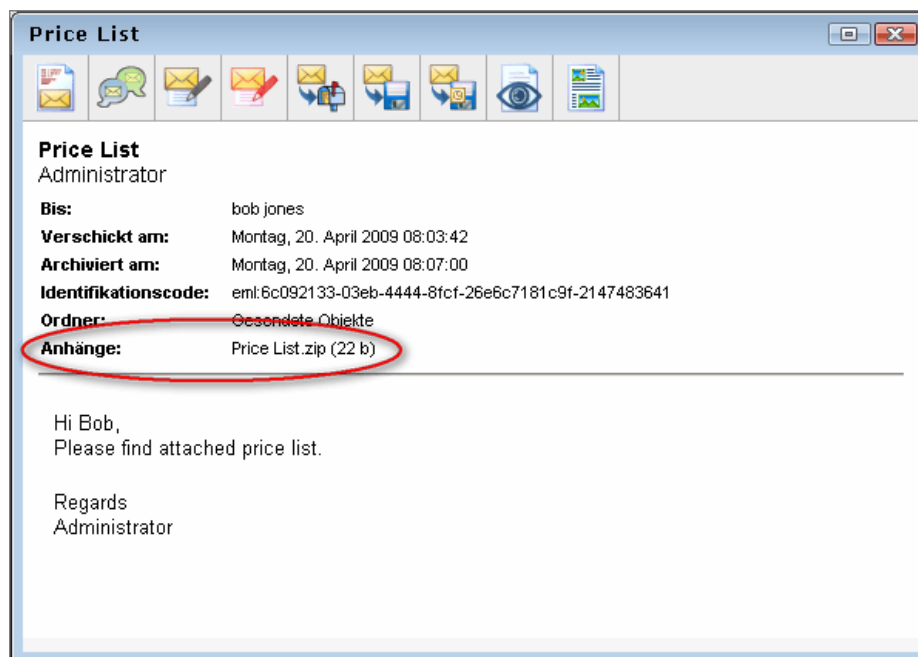 Price List
Price List
Administrator
Bis: bob jones
Verschickt am: Montag, 20. April 2009 08:03:42
Archiviert am: Montag, 20. April 2009 08:07:00
Identifikationscode: eml:6c092133-03eb-4444-8fcf-26e6c7181c9f-2147483641
Ordner: Gesendete Objekte
Anhänge: Price List.zip (22 b)
Hi Bob,
Please find attached price list.
Regards
Administrator